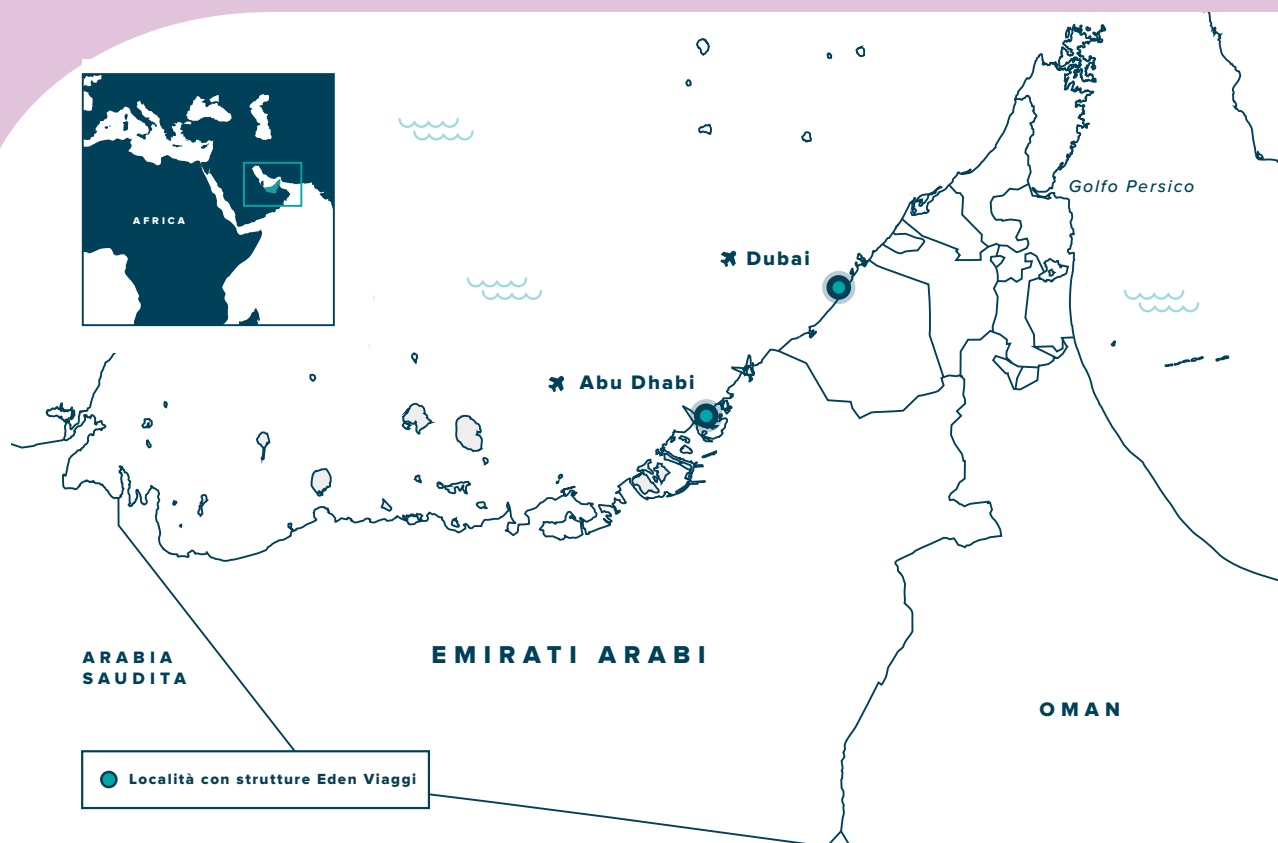 AFRICA
Golfo Persico
Dubai
Abu Dhabi
EMIRATI ARABI
ARABIA
SAUDITA
OMAN
Località con strutture Eden Viaggi